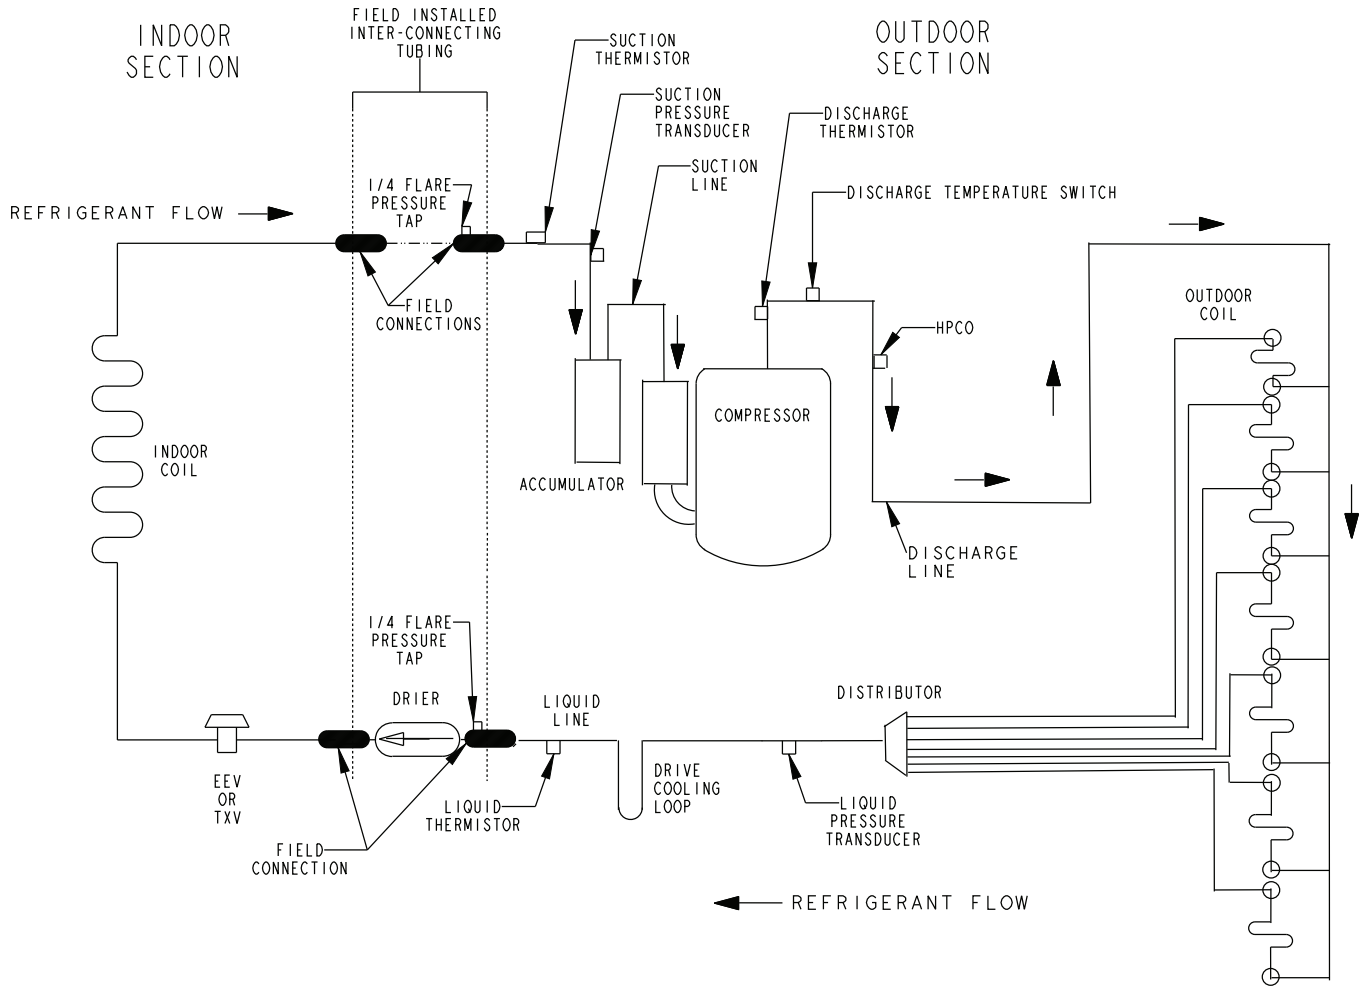 INDOOR
SECTION
FIELD INSTALLED
INTER-CONNECTING
TUBING
SUCTION
THERMISTOR
OUTDOOR
SECTION
SUCTION
PRESSURE
TRANSDUCER
DISCHARGE
THERMISTOR
SUCTION
LINE
DISCHARGE TEMPERATURE SWITCH
1/4 FLARE
PRESSURE
TAP
REFRIGERANT FLOW
FIELD
CONNECTIONS
OUTDOOR
COIL
HPCO
COMPRESSOR
INDOOR
COIL
ACCUMULATOR
DISCHARGE
LINE
1/4 FLARE
PRESSURE
TAP
DRIER
LIQUID
LINE
DISTRIBUTOR
EEV
OR
TXV
DRIVE
COOLING
LOOP
LIQUID
THERMISTOR
LIQUID
PRESSURE
TRANSDUCER
FIELD
CONNECTION
REFRIGERANT FLOW